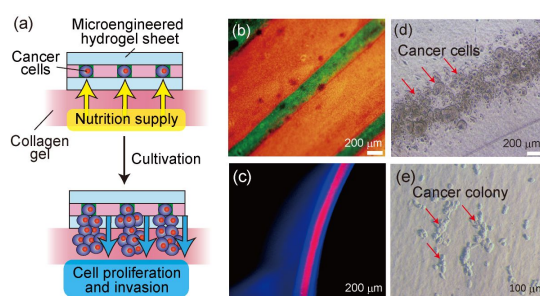 (a)
Microengineered
hydrogel sheet
Cancer
cells
Nutrition supply
Collagen
gel
Cultivation
Cell proliferation
and invasion
(b)
200 μm
(c)
200 μm
(d)
Cancer cells
200 μm
(e)
Cancer colony
100 μm